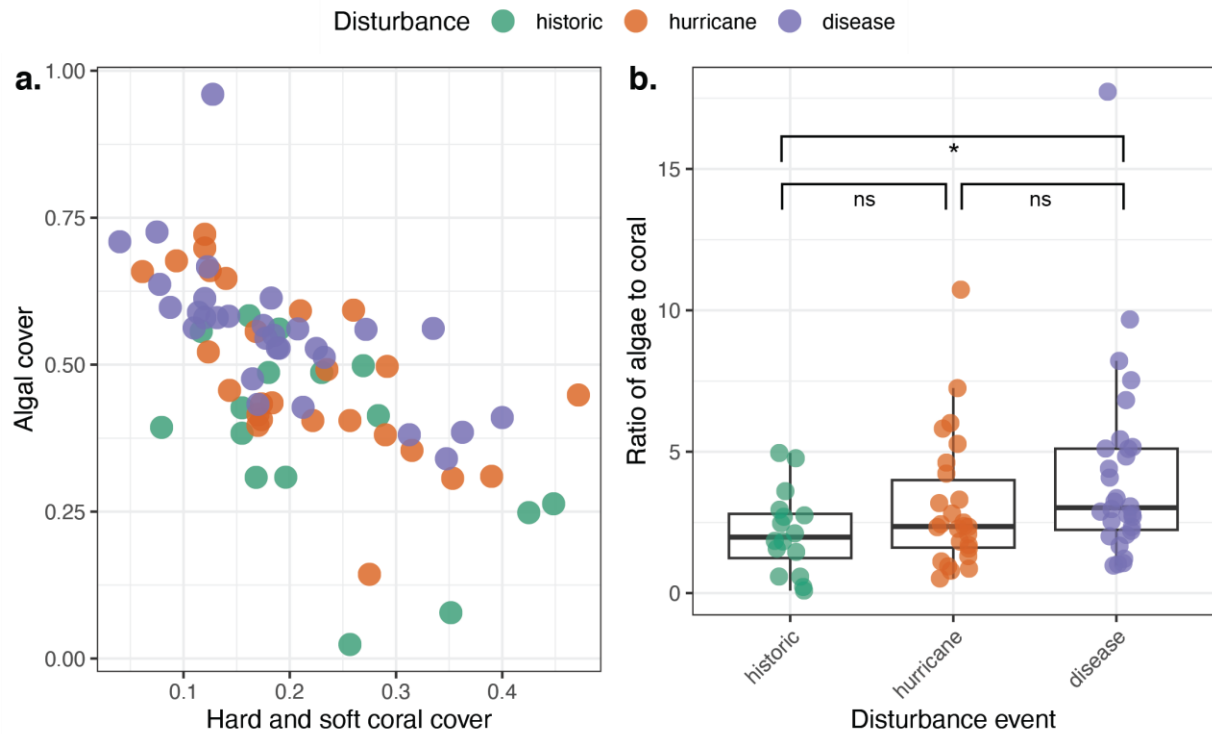 Disturbance historic hurricane disease
a.
1.00
0.75
0.50
0.25
0.00
Algal cover
0.1 0.2 0.3 0.4
Hard and soft coral cover
b.
15
10
5
0
Ratio of algae to coral
*
ns ns
historic hurricane disease
Disturbance event